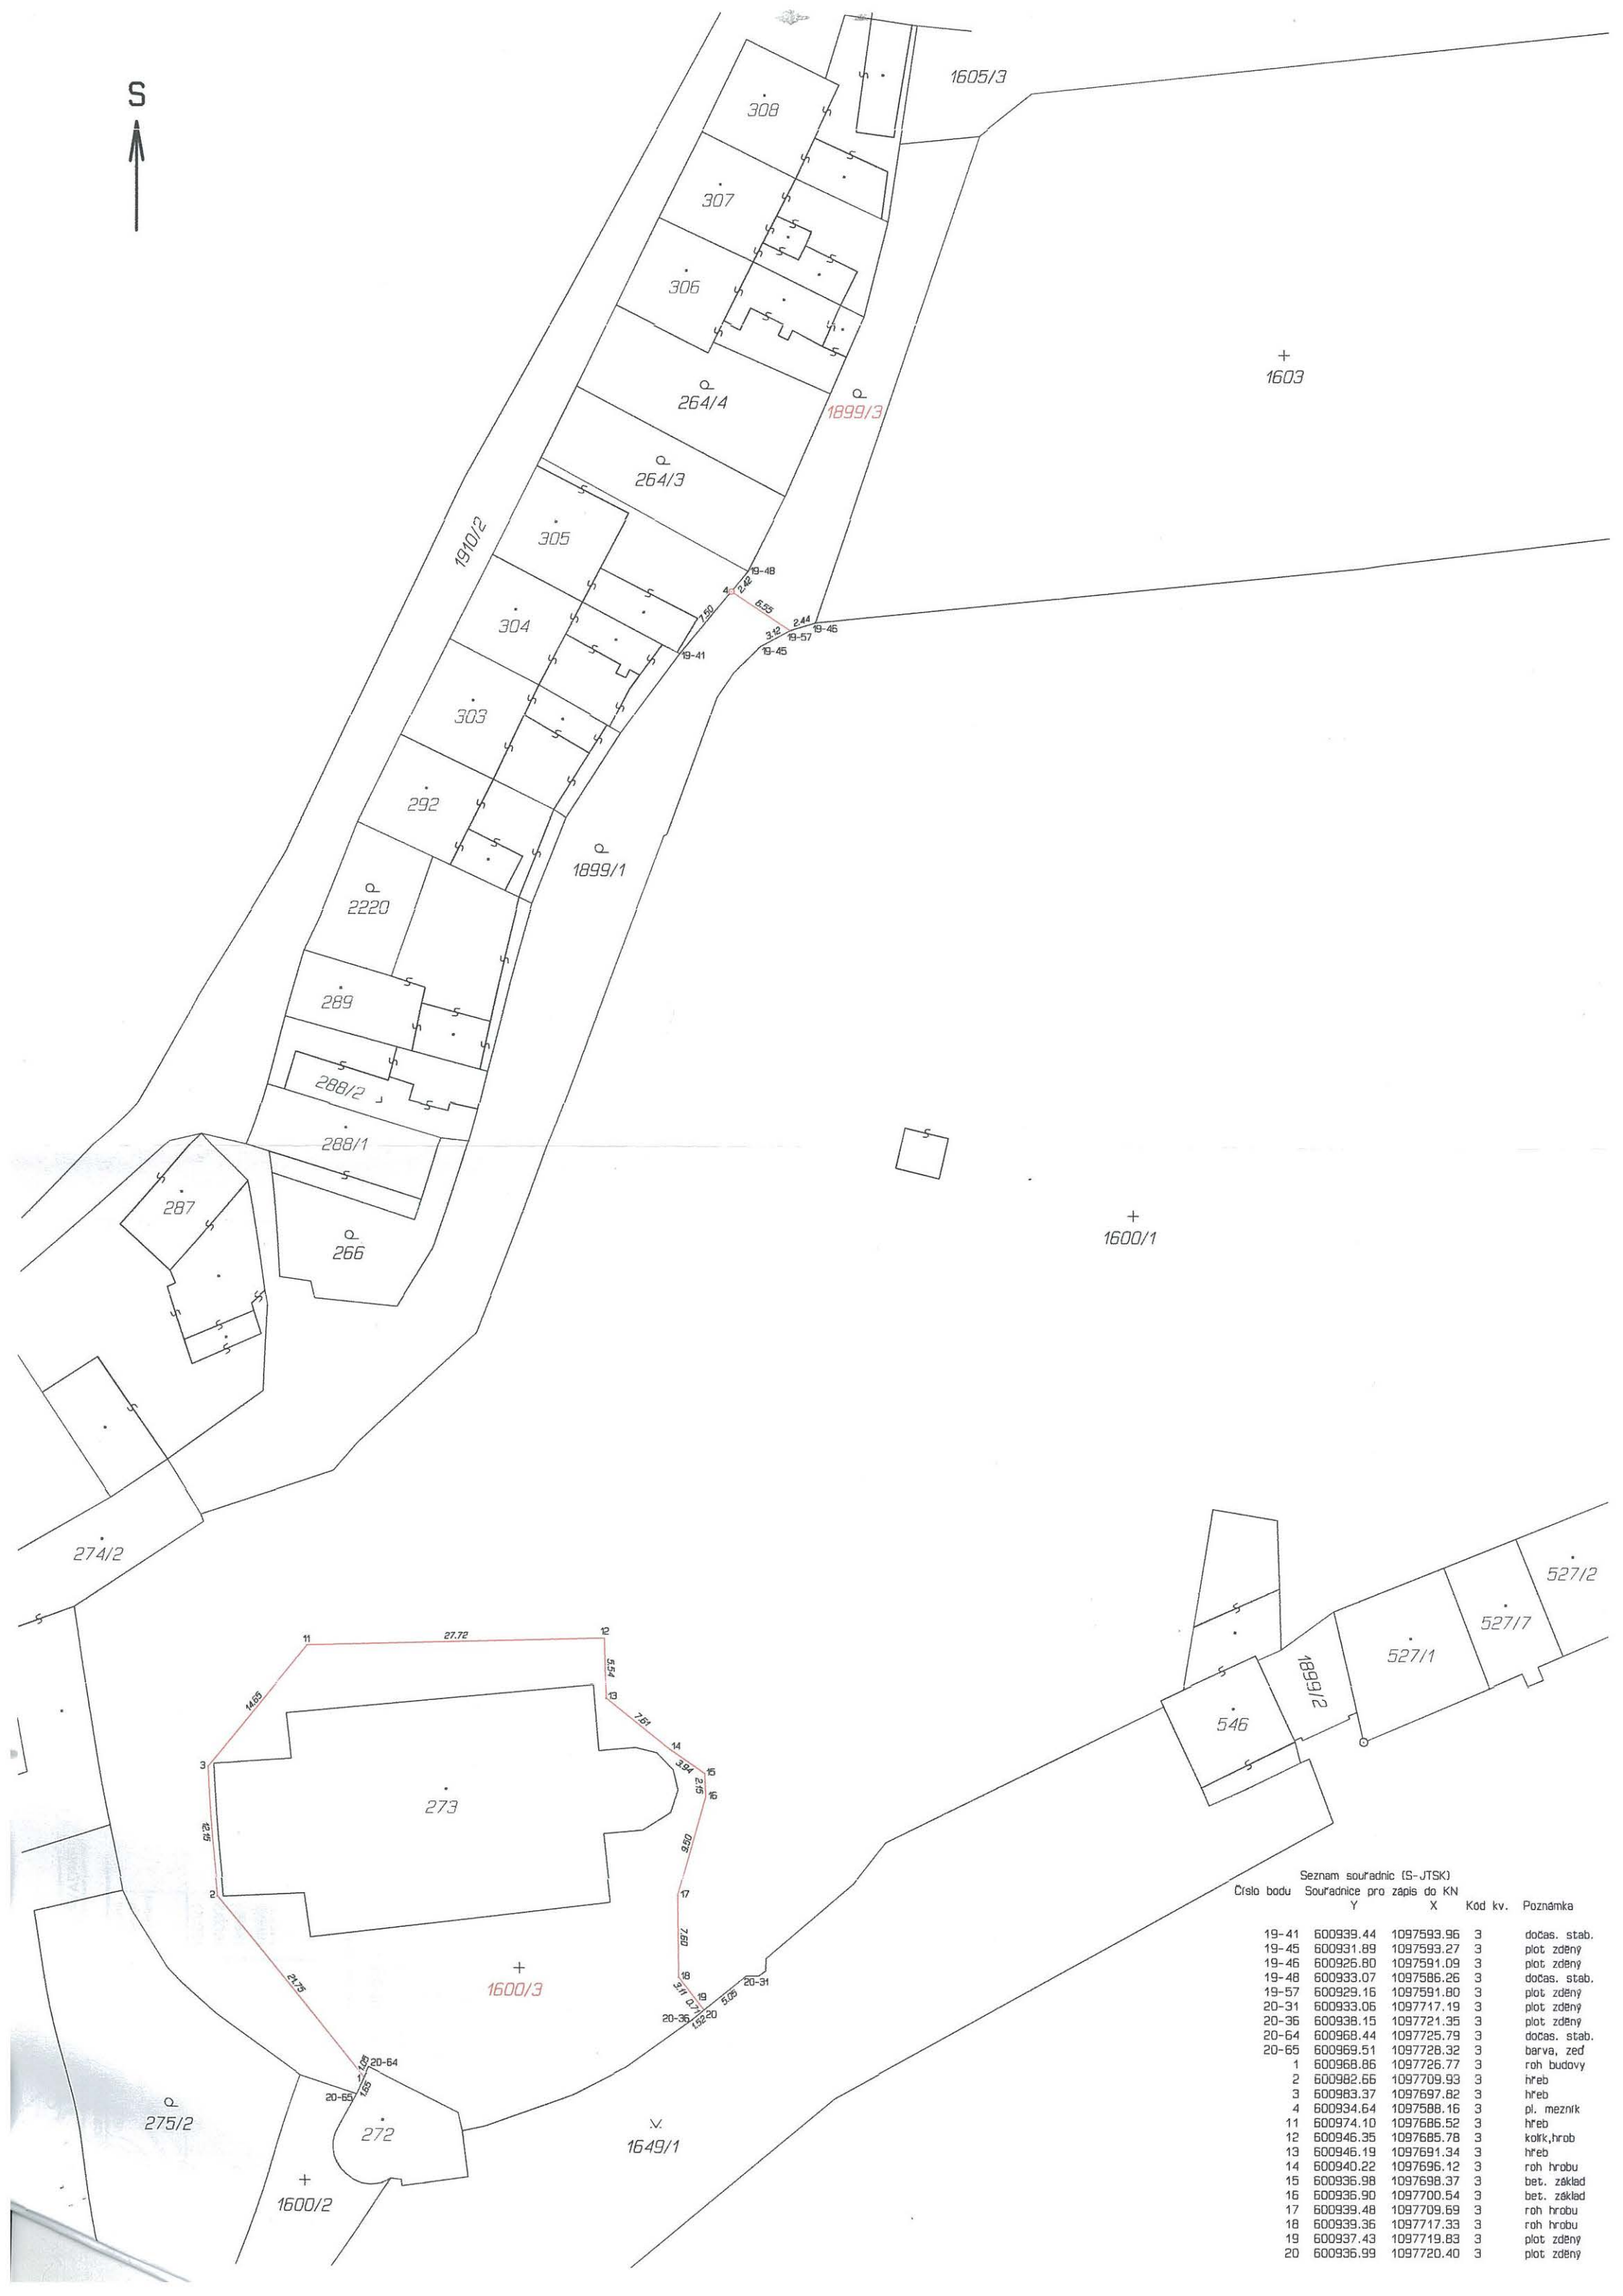 S
1605/3
308
307
306
1603
264/4
1899/3
264/3
1910/2
305
19-48
4
2.42
6.55
7.50
304
2.44
19-46
3.12
19-57
19-45
19-41
303
292
1899/1
2220
289
288/2
288/1
287
266
1600/1
274/2
527/2
527/7
527/1
1899/2
546
11
27.72
12
5.54
13
14.65
7.61
14
3.94
15
3
2.15
16
273
12.15
9.50
2
17
7.60
21.75
1600/3
18
3.11
0.71
19
20
20-31
5.05
20-36
1.52
1.05
20-64
20-65
1.65
275/2
272
1649/1
1600/2
Seznam souřadnic (S-JTSK)
Číslo bodu Souřadnice pro zápis do KN
Y X Kód kv. Poznámka
19-41 600939.44 1097593.96 3 dočas. stab.
19-45 600931.89 1097593.27 3 plot zděný
19-46 600926.80 1097591.09 3 plot zděný
19-48 600933.07 1097586.26 3 dočas. stab.
19-57 600929.16 1097591.80 3 plot zděný
20-31 600933.06 1097717.19 3 plot zděný
20-36 600938.15 1097721.35 3 plot zděný
20-64 600968.44 1097725.79 3 dočas. stab.
20-65 600969.51 1097728.32 3 barva, zeď
1 600968.86 1097726.77 3 roh budovy
2 600982.66 1097709.93 3 hřeb
3 600983.37 1097697.82 3 hřeb
4 600934.64 1097588.16 3 pl. mezník
11 600974.10 1097686.52 3 hřeb
12 600946.35 1097685.78 3 kolík,hrob
13 600946.19 1097691.34 3 hřeb
14 600940.22 1097696.12 3 roh hrobu
15 600936.98 1097698.37 3 bet. základ
16 600936.90 1097700.54 3 bet. základ
17 600939.48 1097709.69 3 roh hrobu
18 600939.36 1097717.33 3 roh hrobu
19 600937.43 1097719.83 3 plot zděný
20 600936.99 1097720.40 3 plot zděný